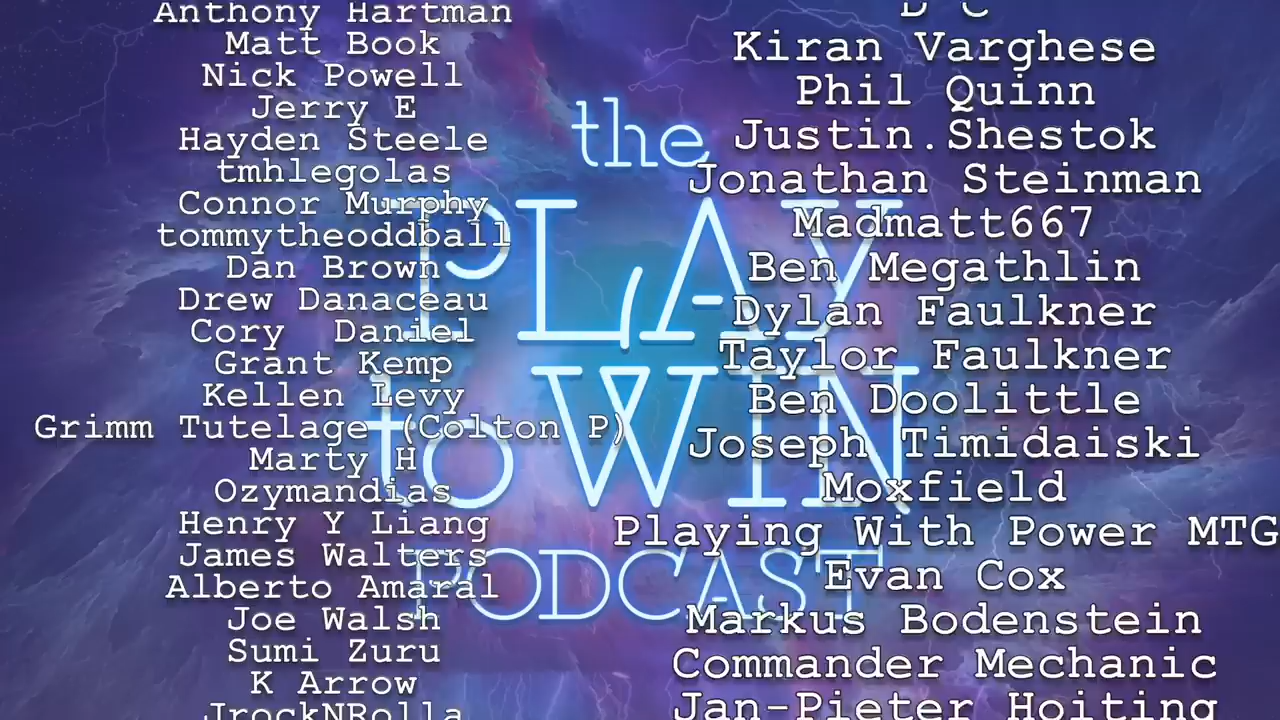 Anthony Hartman
Matt Book
Nick Powell
Jerry E
Hayden Steele
tmhlegolas
Connor Murphy
tommytheoddball
Dan Brown
Drew Danaceau
Cory  Daniel
Grant Kemp
Kellen Levy
Grimm Tutelage (Colton P)
Marty H
Ozymandias
Henry Y Liang
James Walters
Alberto Amaral
Joe Walsh
Sumi Zuru
K Arrow
JrockNRolla
the
PLAY
to WIN
PODCAST
Kiran Varghese
Phil Quinn
Justin.Shestok
Jonathan Steinman
Madmatt667
Ben Megathlin
Dylan Faulkner
Taylor Faulkner
Ben Doolittle
Joseph Timidaiski
Moxfield
Playing With Power MTG
Evan Cox
Markus Bodenstein
Commander Mechanic
Jan-Pieter Hoiting